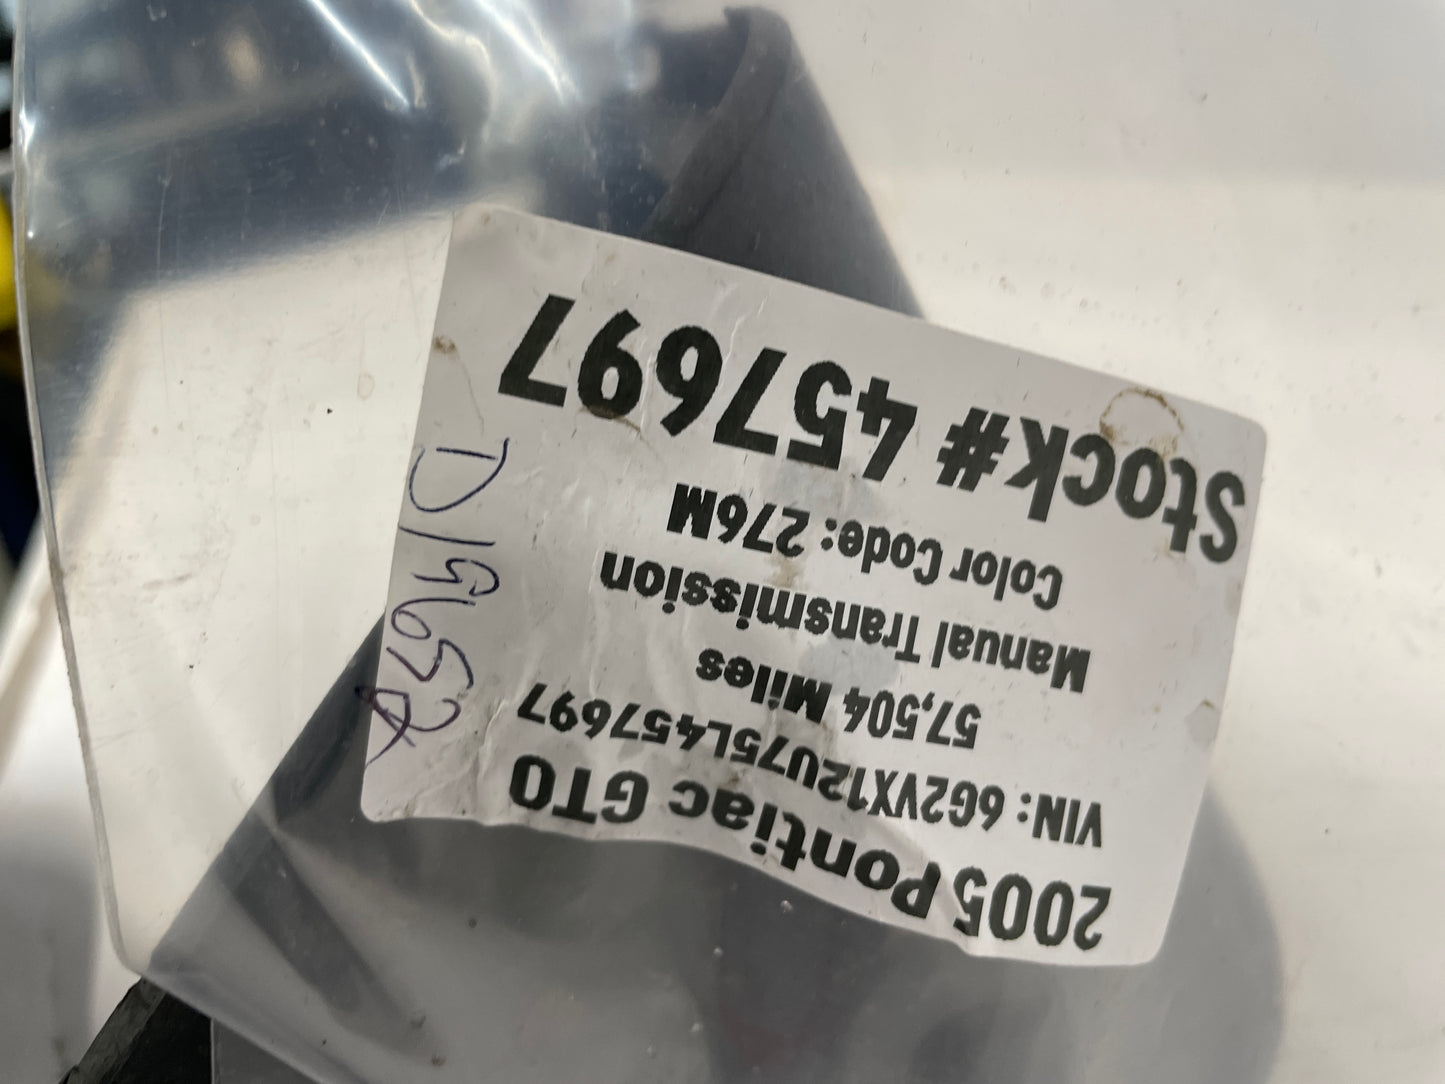 2005 Pontiac GTO
VIN: 6G2VX12U75L457697
57,504 Miles
Manual Transmission
Color Code: 276M
Stock# 457697